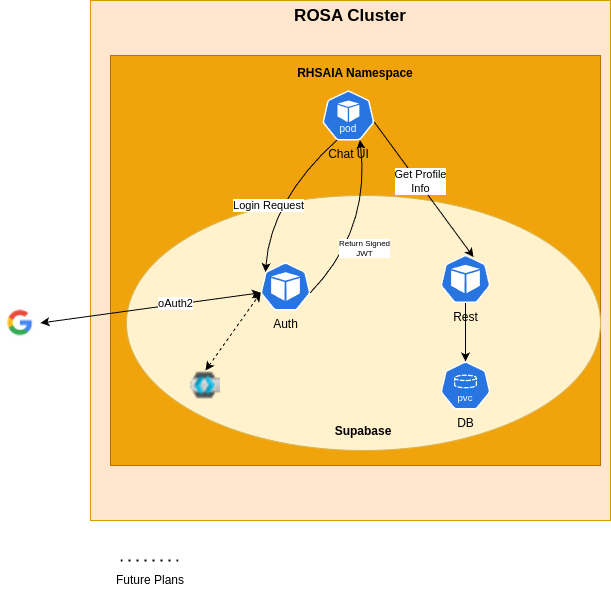 ROSA Cluster
RHSAIA Namespace
pod
Chat UI
Get Profile
Info
Login Request
Return Signed
JWT
oAuth2
Auth
Rest
pvc
DB
Supabase
Future Plans